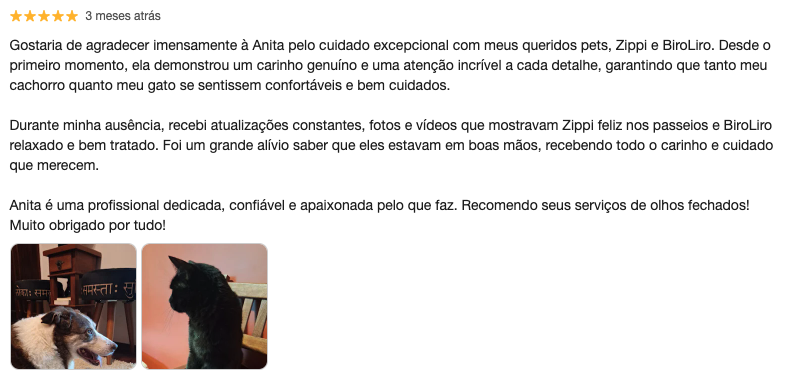 3 meses atrás
Gostaria de agradecer imensamente à Anita pelo cuidado excepcional com meus queridos pets, Zippi e BiroLiro. Desde o
primeiro momento, ela demonstrou um carinho genuíno e uma atenção incrível a cada detalhe, garantindo que tanto meu
cachorro quanto meu gato se sentissem confortáveis e bem cuidados.
Durante minha ausência, recebi atualizações constantes, fotos e vídeos que mostravam Zippi feliz nos passeios e BiroLiro
relaxado e bem tratado. Foi um grande alívio saber que eles estavam em boas mãos, recebendo todo o carinho e cuidado
que merecem.
Anita é uma profissional dedicada, confiável e apaixonada pelo que faz. Recomendo seus serviços de olhos fechados!
Muito obrigado por tudo!
समस्ताः